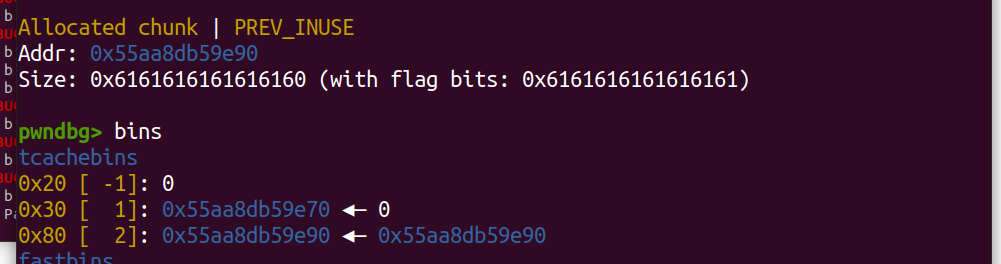 Allocated chunk | PREV_INUSE
Addr: 0x55aa8db59e90
Size: 0x6161616161616160 (with flag bits: 0x6161616161616161)
pwndbg> bins
tcachebins
0x20 [ -1]: 0
0x30 [  1]: 0x55aa8db59e70 ◂— 0
0x80 [  2]: 0x55aa8db59e90 ◂— 0x55aa8db59e90
fastbins